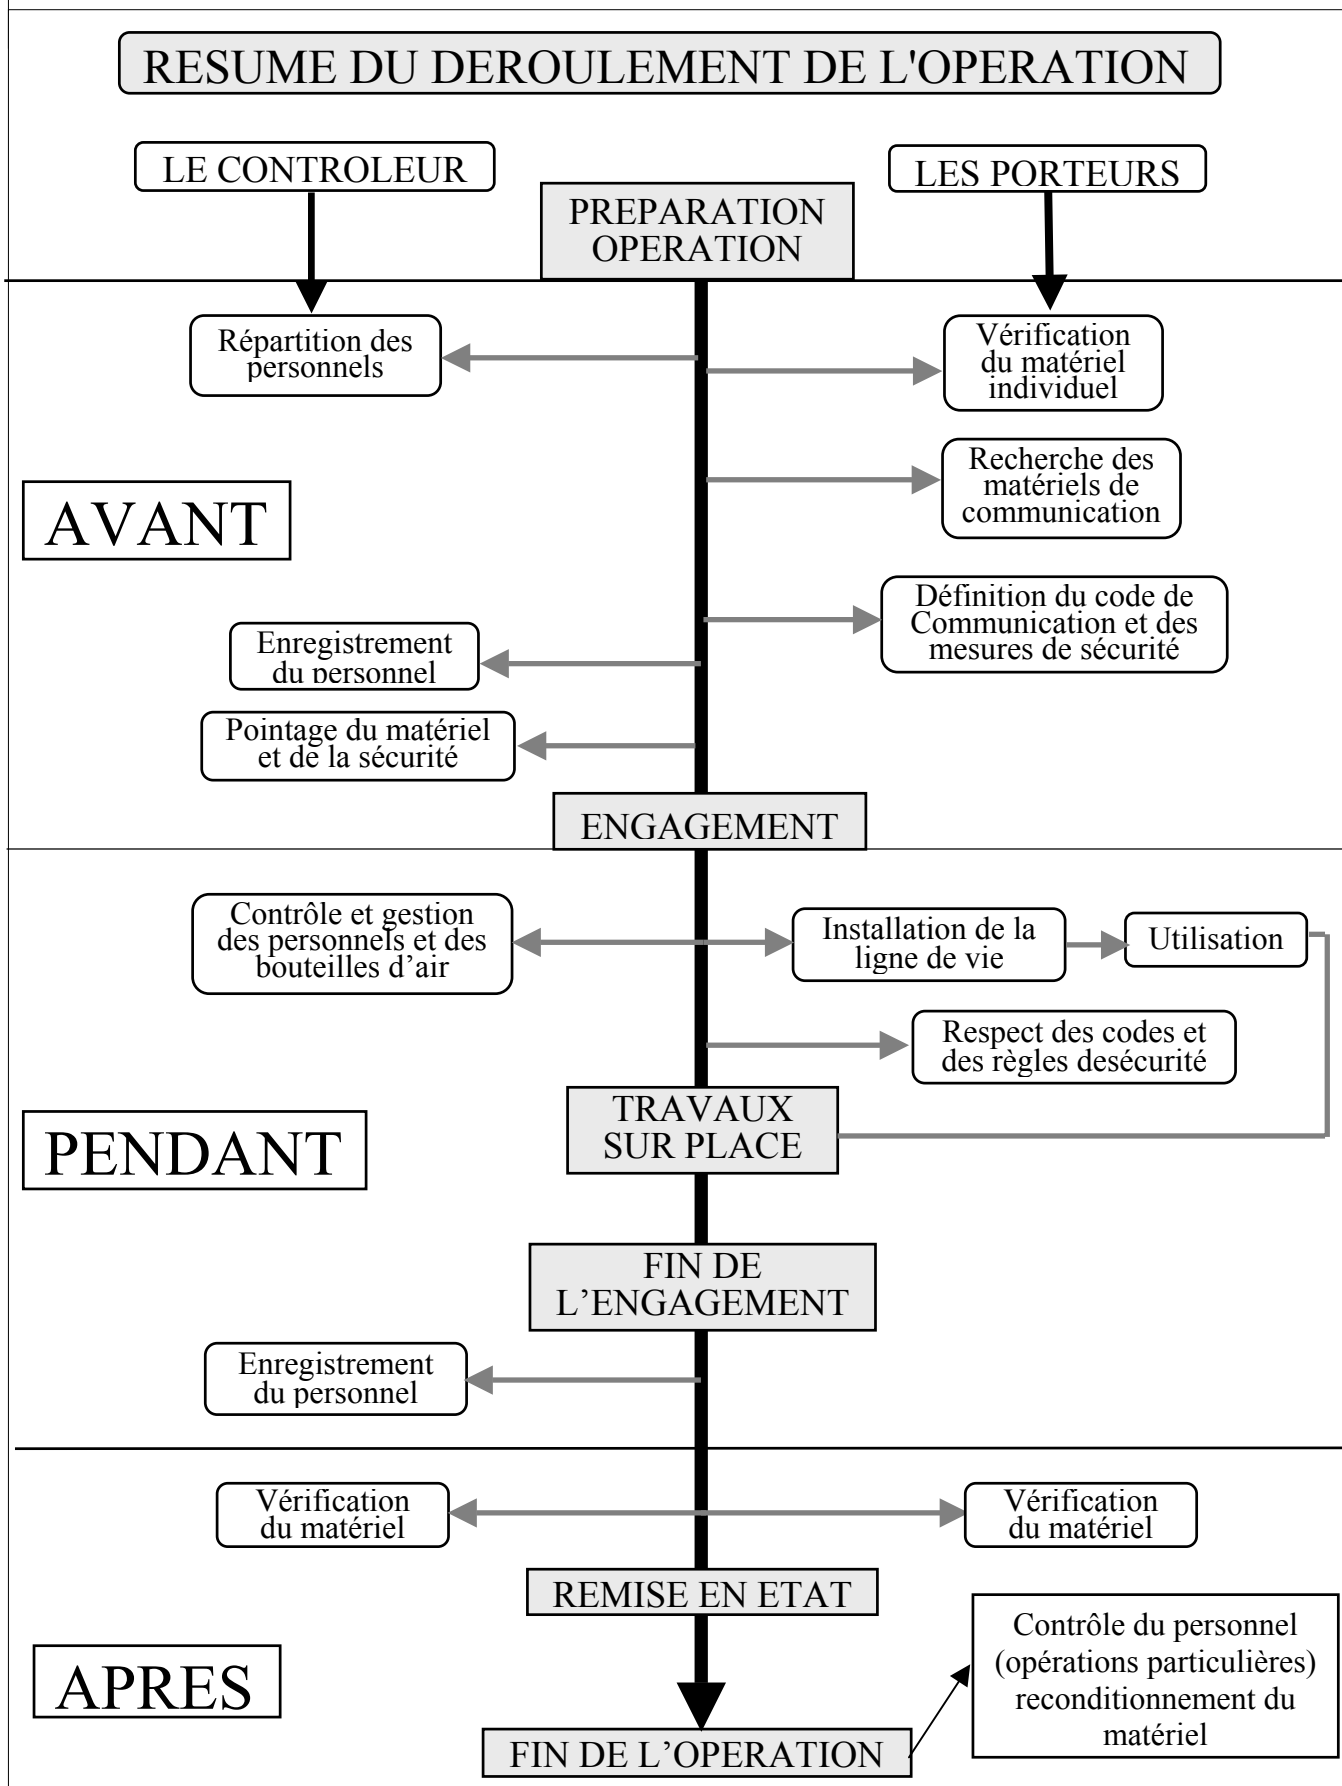 RESUME DU DEROULEMENT DE L'OPERATION
LE CONTROLEUR
LES PORTEURS
PREPARATION
OPERATION
Répartition des
personnels
Vérification
du matériel
individuel
Recherche des
matériels de
communication
AVANT
Définition du code de
Communication et des
mesures de sécurité
Enregistrement
du personnel
Pointage du matériel
et de la sécurité
ENGAGEMENT
Contrôle et gestion
des personnels et des
bouteilles d’air
Installation de la
ligne de vie
Utilisation
Respect des codes et
des règles desécurité
TRAVAUX
SUR PLACE
PENDANT
FIN DE
L’ENGAGEMENT
Enregistrement
du personnel
Vérification
du matériel
Vérification
du matériel
REMISE EN ETAT
Contrôle du personnel
(opérations particulières)
reconditionnement du
matériel
APRES
FIN DE L’OPERATION